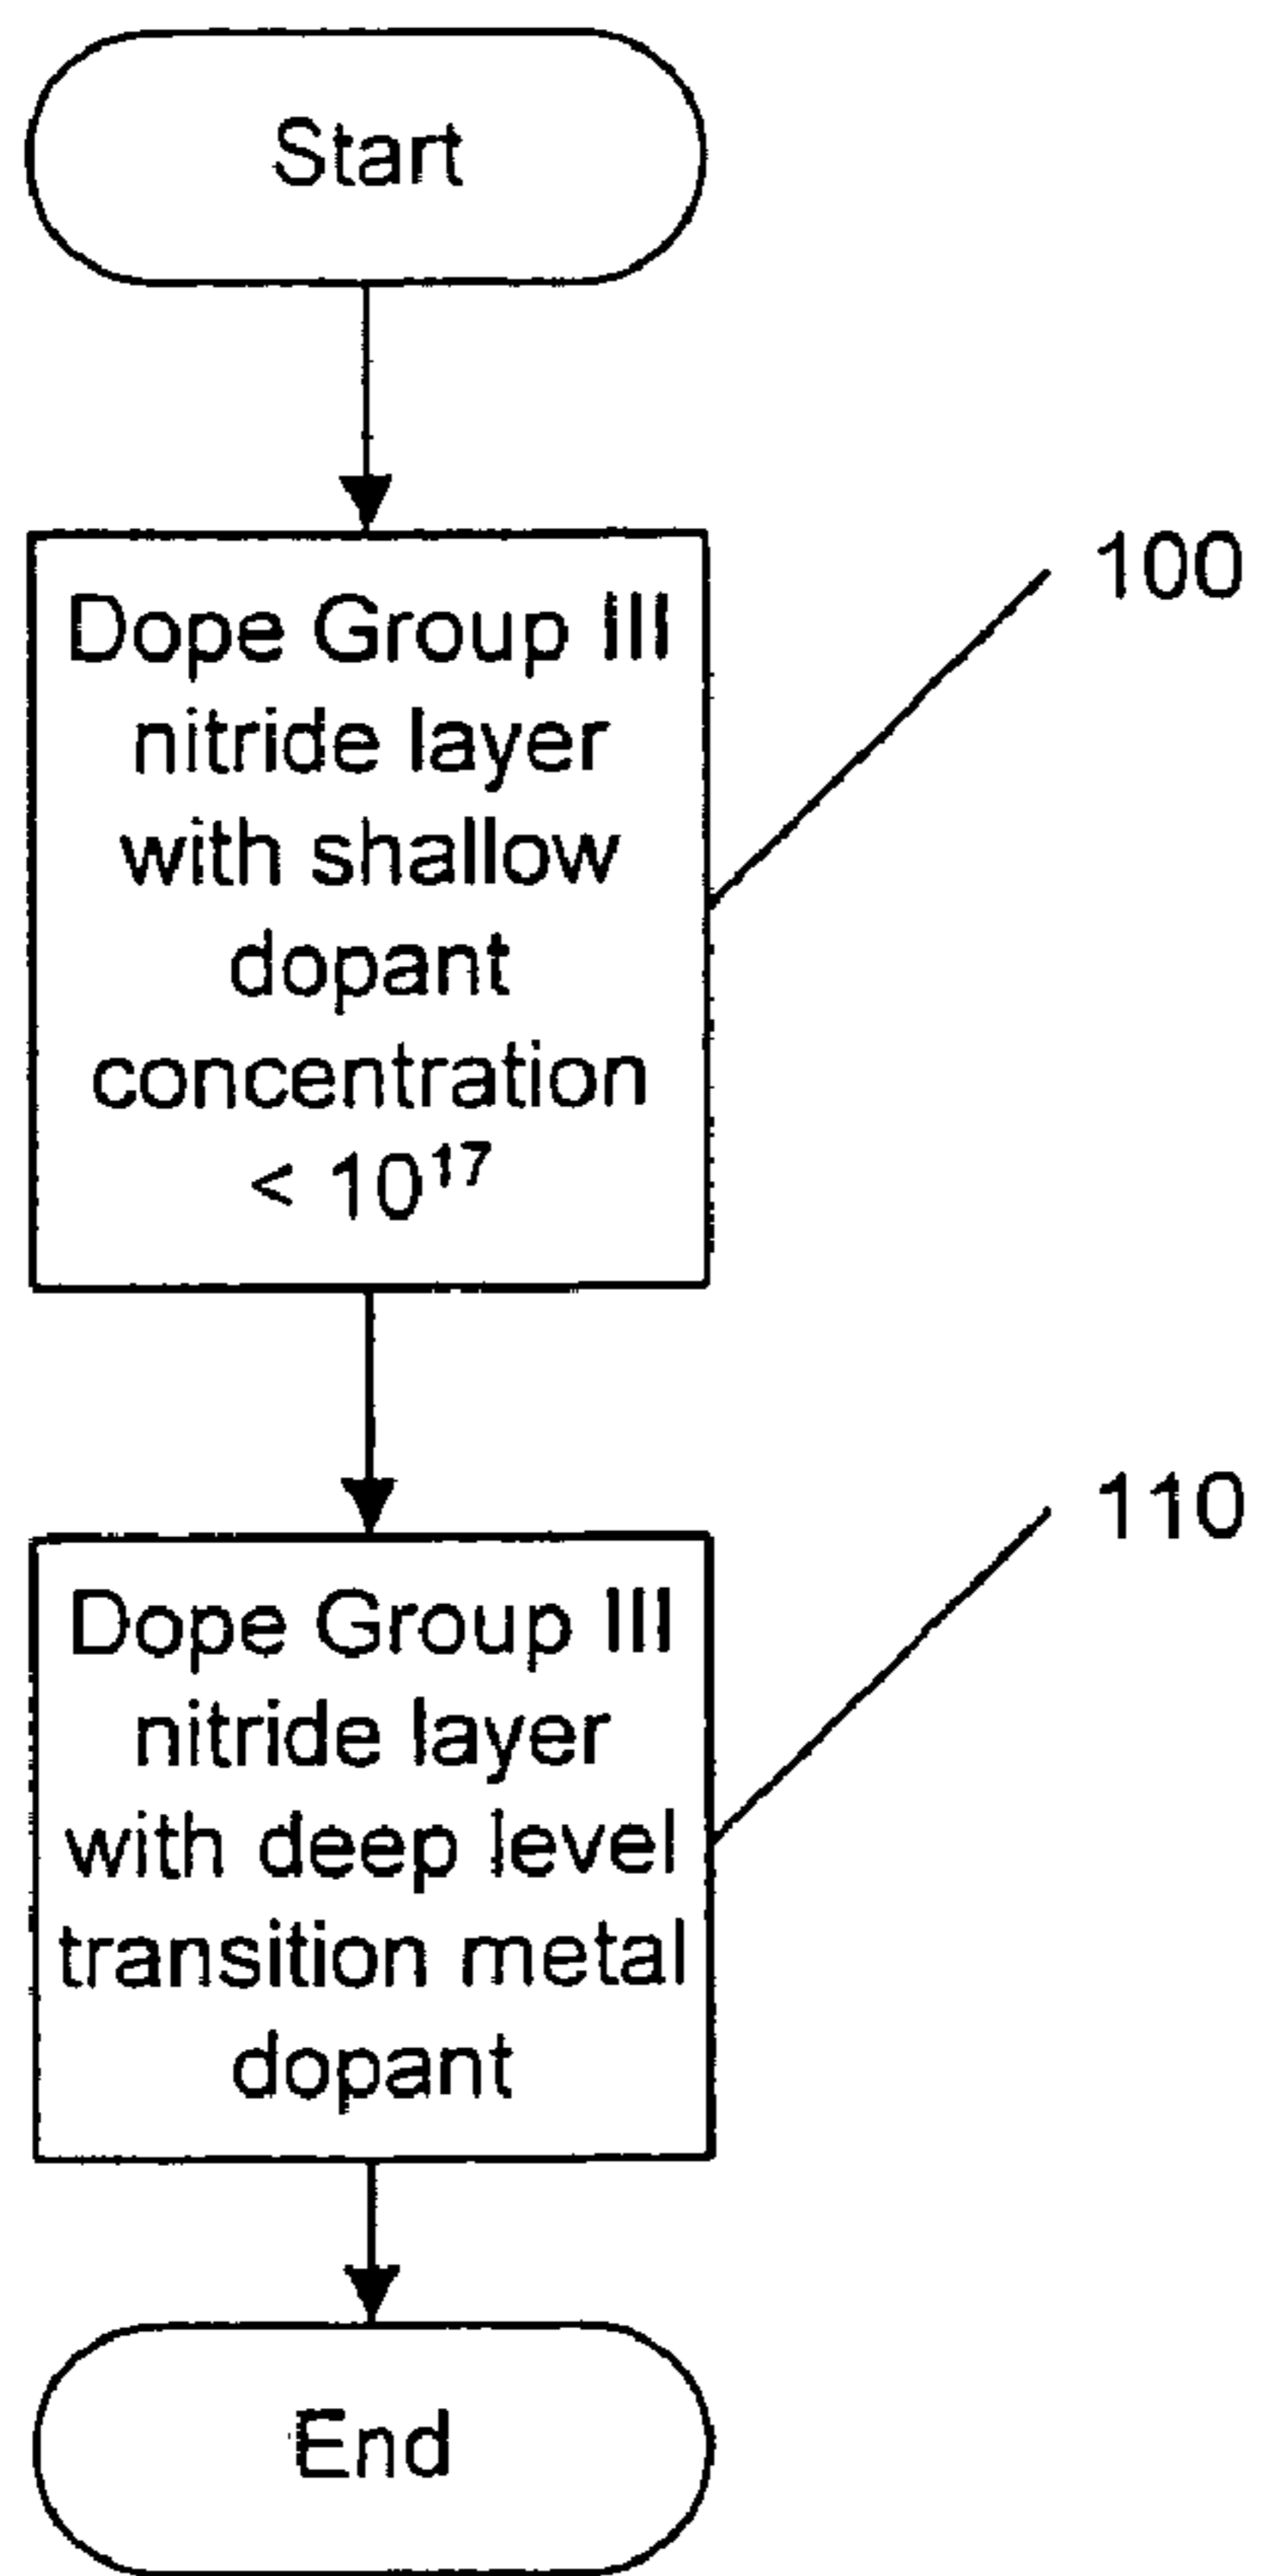 Start
Dope Group III
nitride layer
with shallow
dopant
concentration
< 10¹⁷
100
Dope Group III
nitride layer
with deep level
transition metal
dopant
110
End